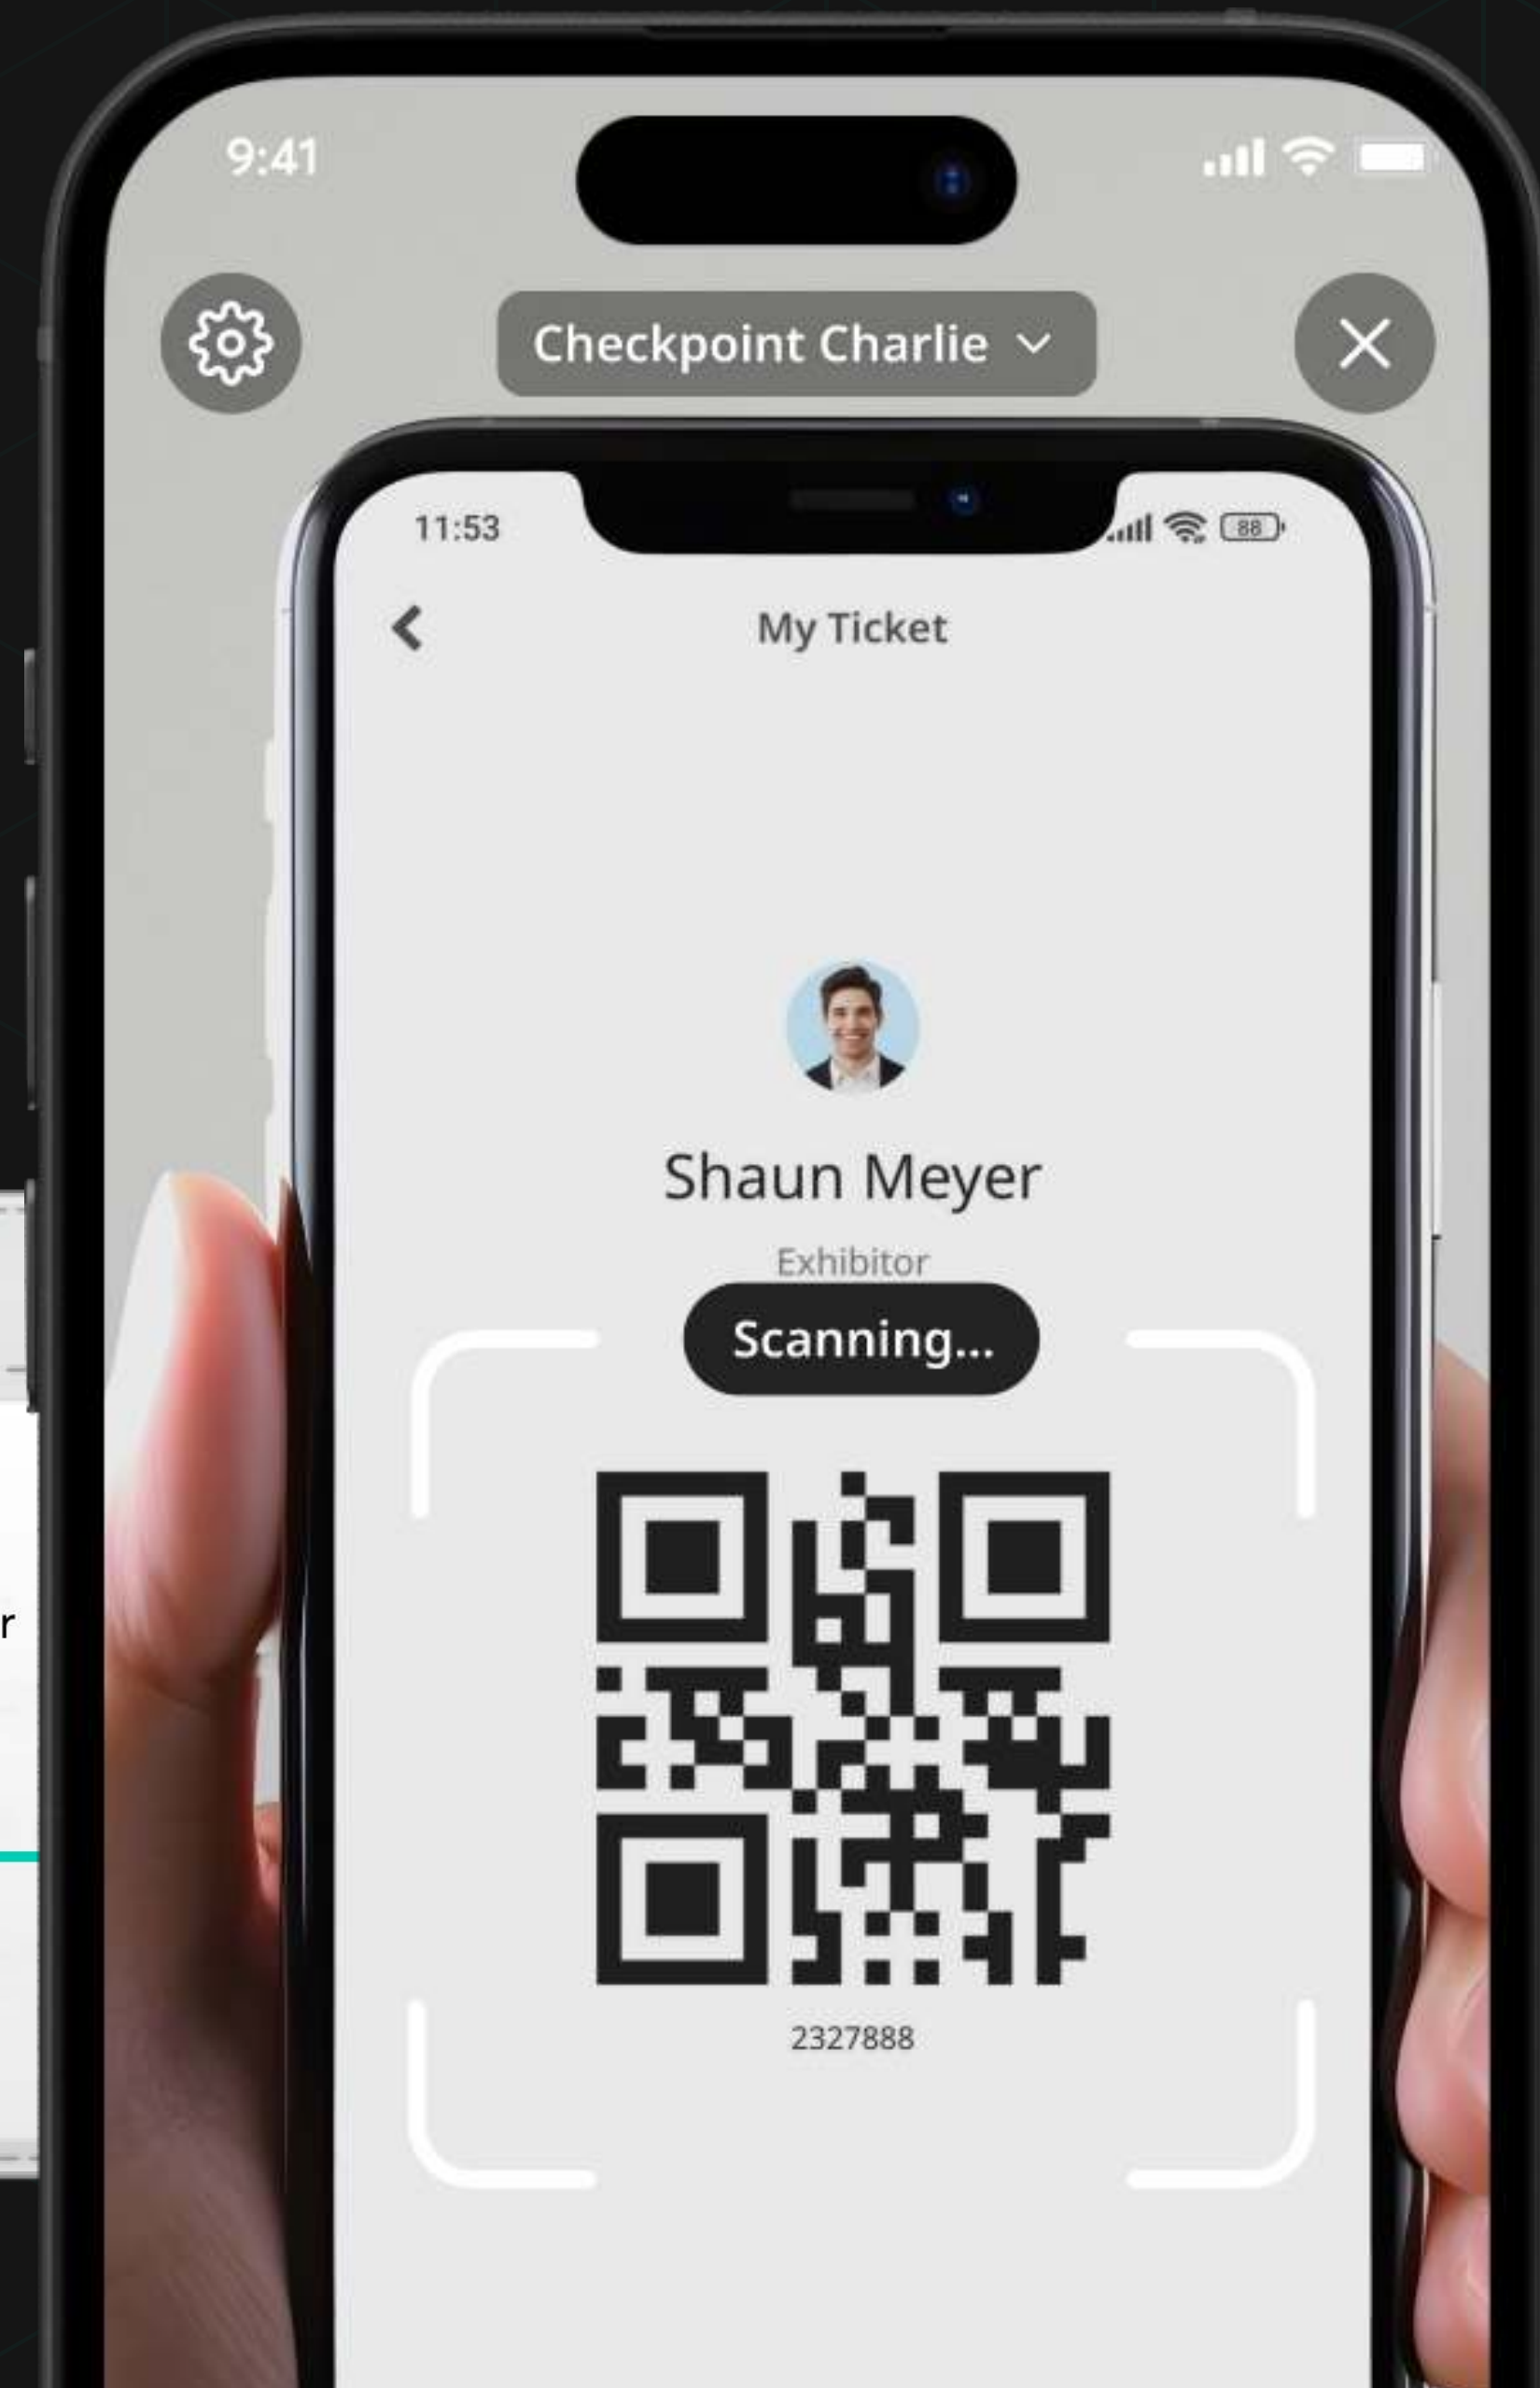 9:41
Checkpoint Charlie
11:53
88
My Ticket
Shaun Meyer
Exhibitor
Scanning...
r
2327888